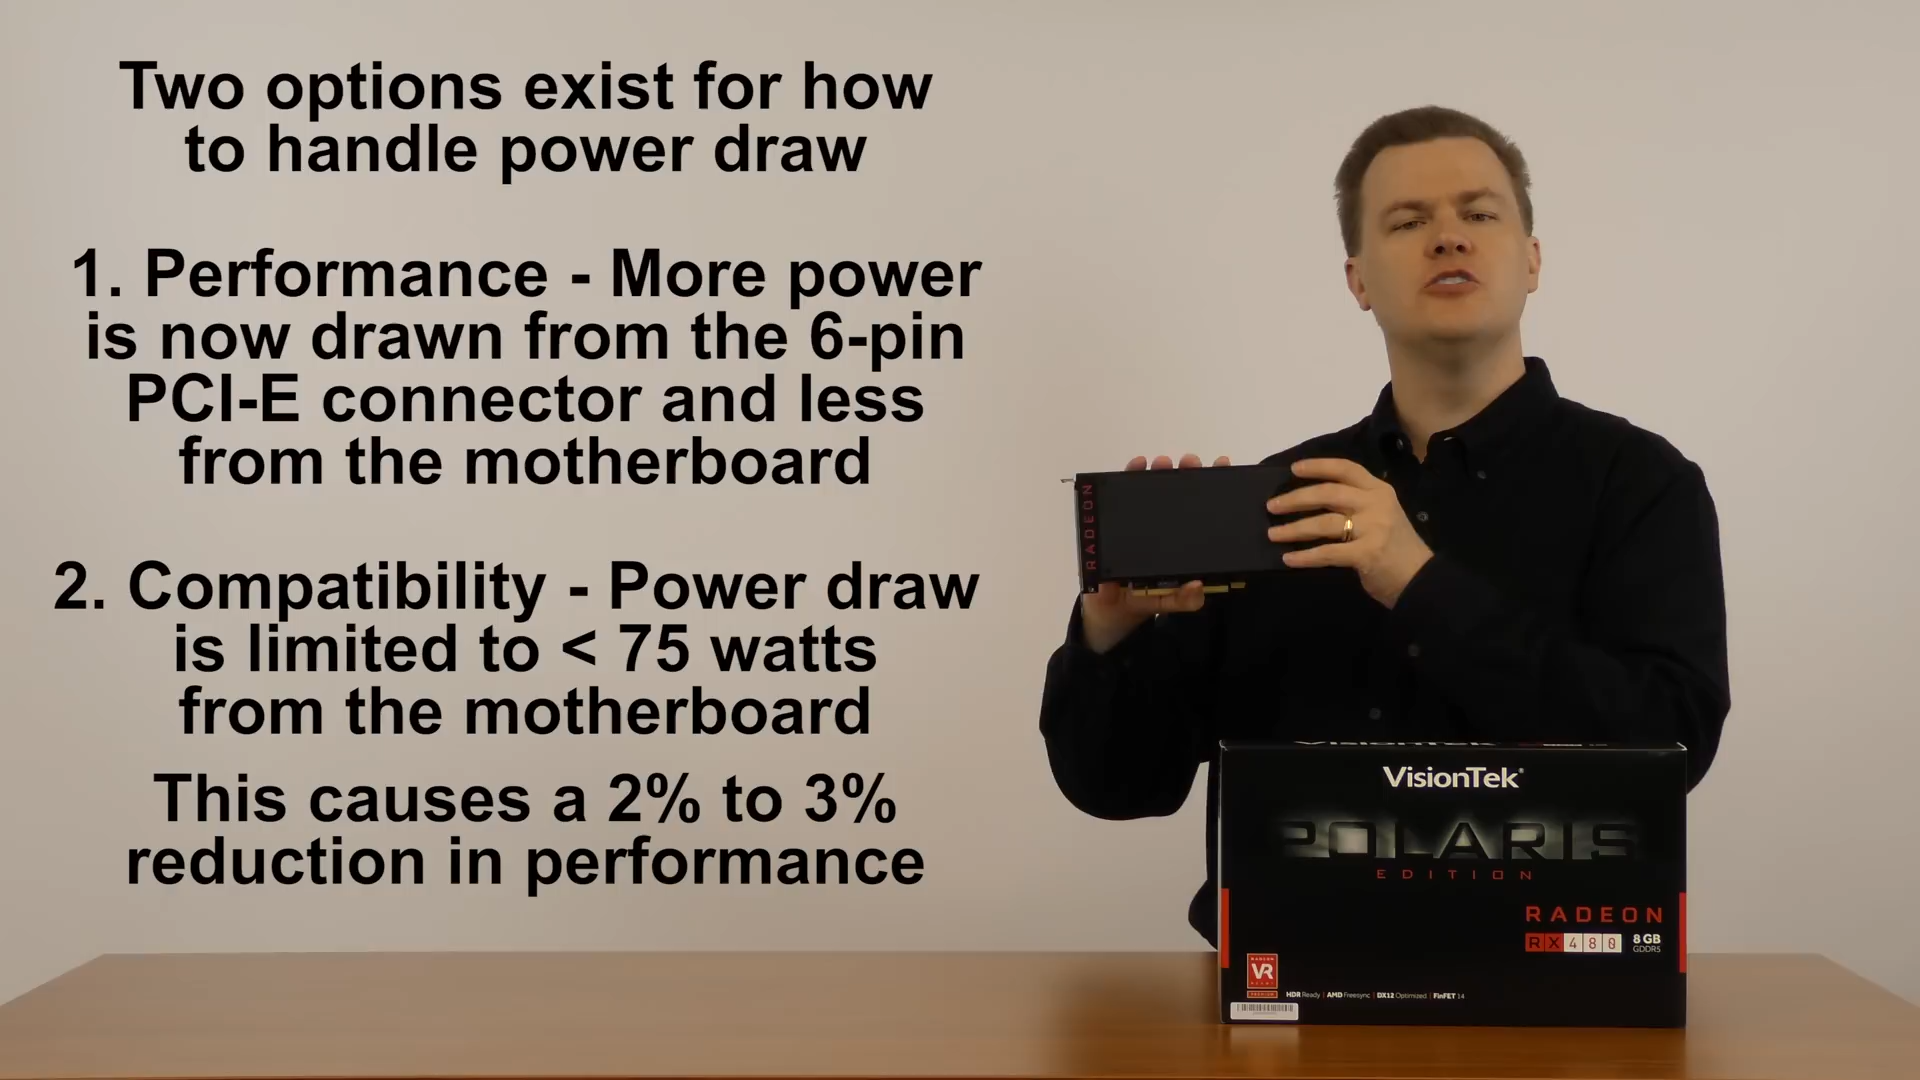 Two options exist for how
to handle power draw
1. Performance - More power
is now drawn from the 6-pin
PCI-E connector and less
from the motherboard
2. Compatibility - Power draw
is limited to < 75 watts
from the motherboard
This causes a 2% to 3%
reduction in performance
RADEON
VisionTek
VisionTek®
POLARIS
EDITION
RADEON
RX 480 8 GB
GDDR5
RADEON
VR
HDR Ready | AMD Freesync | DX12 Optimized | FinFET 14